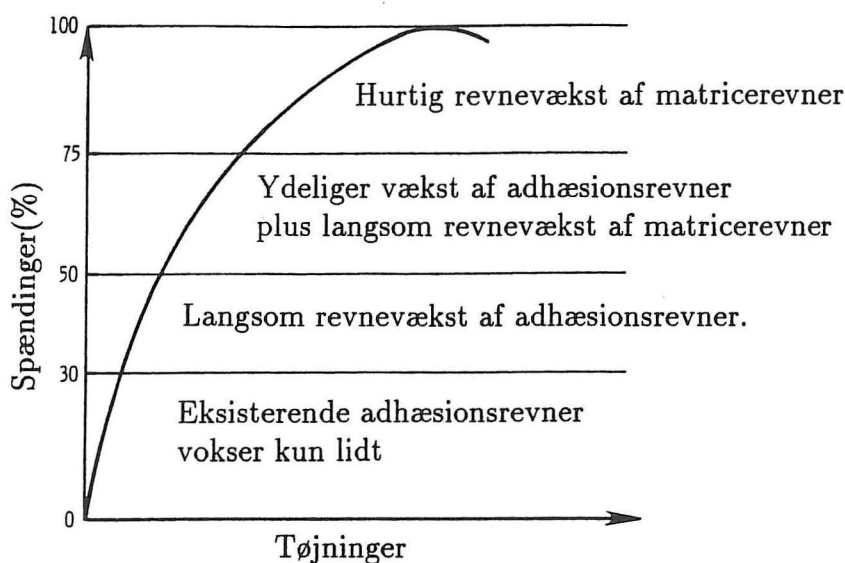 100
Hurtig revnevækst af matricerevner
75
Ydeliger vækst af adhæsionsrevner
plus langsom revnevækst af matricerevner
Spændinger(%)
50
Langsom revnevækst af adhæsionsrevner.
30
Eksisterende adhæsionsrevner
vokser kun lidt
0
Tøjninger